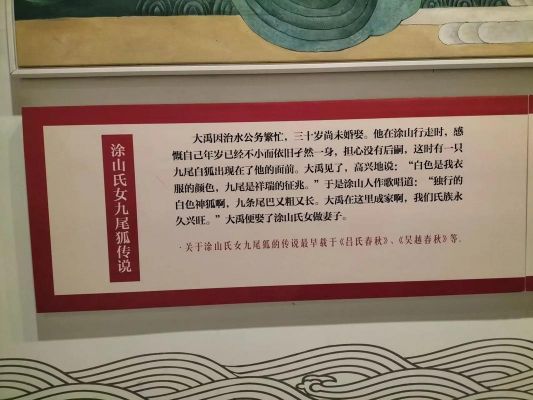 涂山氏女九尾狐传说
大禹因治水公务繁忙，三十岁尚未婚娶。他在涂山行走时，感
慨自己年岁已经不小而依旧孑然一身，担心没有后嗣，这时有一只
九尾白狐出现在了他的面前。大禹见了，高兴地说：“白色是我衣
服的颜色，九尾是祥瑞的征兆。”于是涂山人作歌唱道：“独行的
白色神狐啊，九条尾巴又粗又长。大禹在这里成家啊，我们氏族永
久兴旺。”大禹便娶了涂山氏女做妻子。
·关于涂山氏女九尾狐的传说最早载于《吕氏春秋》、《吴越春秋》等.